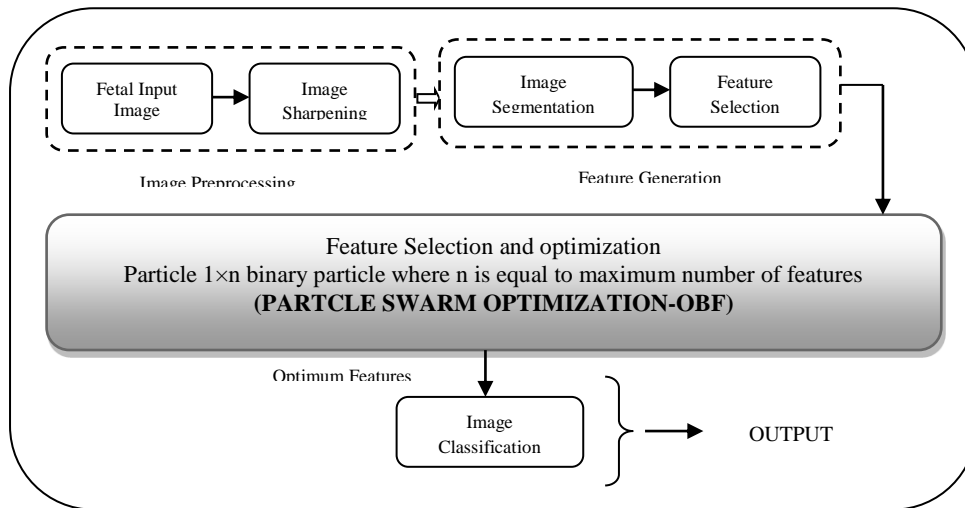 Fetal Input
Image
Image
Sharpening
Image
Segmentation
Feature
Selection
Image Preprocessing
Feature Generation
Feature Selection and optimization
Particle 1×n binary particle where n is equal to maximum number of features
(PARTCLE SWARM OPTIMIZATION-OBF)
Optimum Features
Image
Classification
OUTPUT